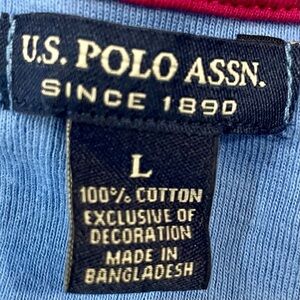 U.S. POLO ASSN.
SINCE 1890
L
100% COTTON
EXCLUSIVE OF
DECORATION
MADE IN
BANGLADESH